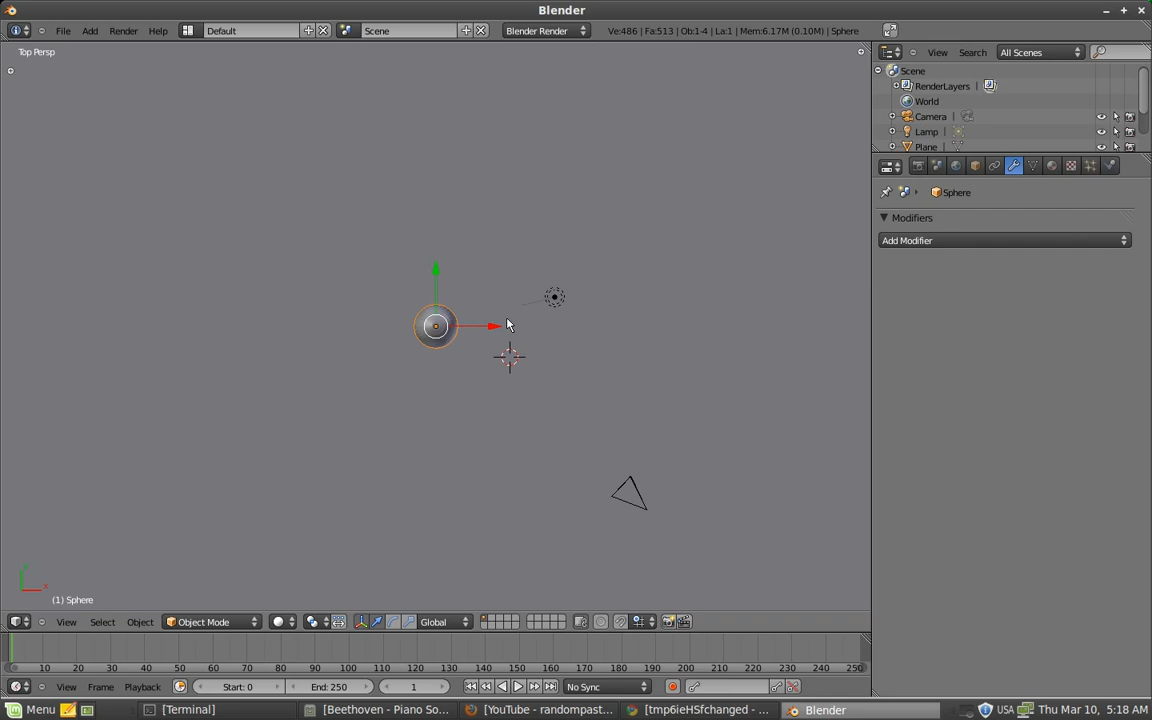 Blender
File Add Render Help Default Scene Blender Render Ve:486 | Fa:513 | Ob:1-4 | La:1 | Mem:6.17M (0.10M) | Sphere
Top Persp
View Search All Scenes
Scene
RenderLayers |
World
Camera |
Lamp |
Plane |
Sphere
Modifiers
Add Modifier
(1) Sphere
View Select Object Object Mode Global
10 20 30 40 50 60 70 80 90 100 110 120 130 140 150 160 170 180 190 200 210 220 230 240 250
View Frame Playback Start: 0 End: 250 1 No Sync
Menu [Terminal] [Beethoven - Piano So... [YouTube - randompast... [tmp6ieHSfchanged - ... Blender USA Thu Mar 10, 5:18 AM